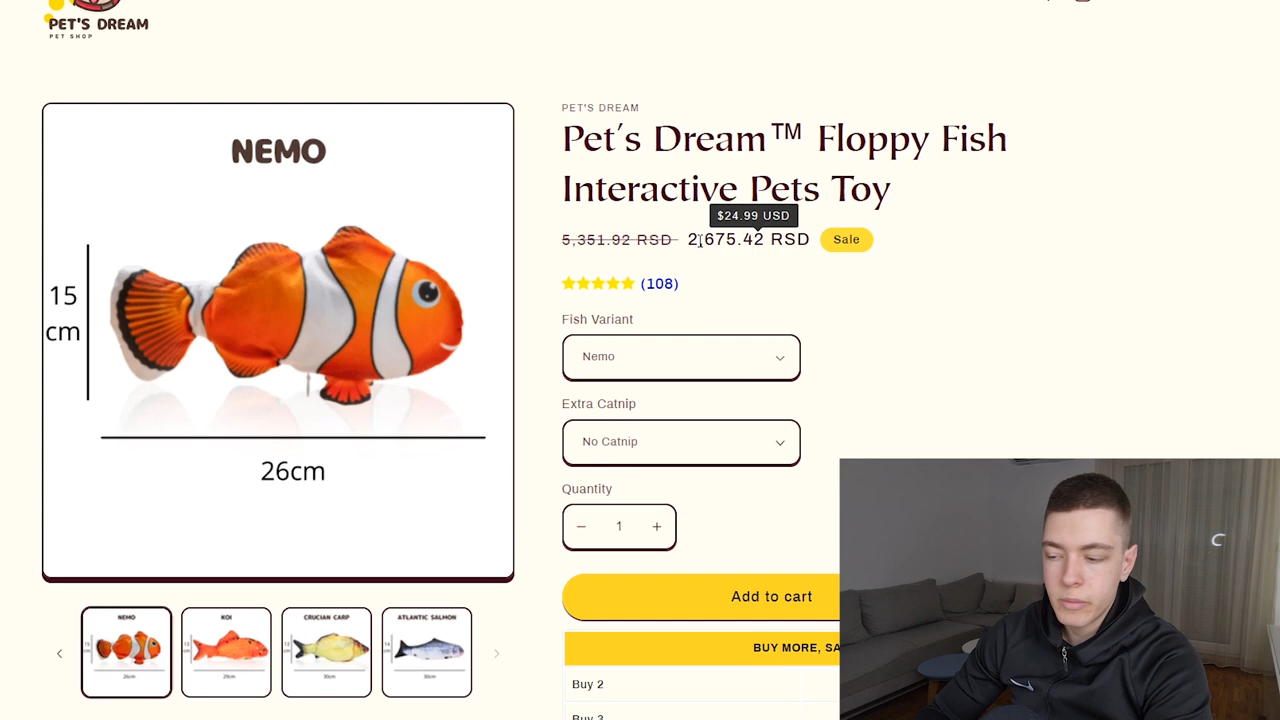 PET'S DREAM
PET SHOP
NEMO
15
cm
26cm
NEMO
KOI
CRUCIAN CARP
ATLANTIC SALMON
PET'S DREAM
Pet's Dream™ Floppy Fish
Interactive Pets Toy
$24.99 USD
5,351.92 RSD 2,675.42 RSD Sale
(108)
Fish Variant
Nemo
Extra Catnip
No Catnip
Quantity
− 1 +
Add to cart
BUY MORE, SA
Buy 2
Buy 3